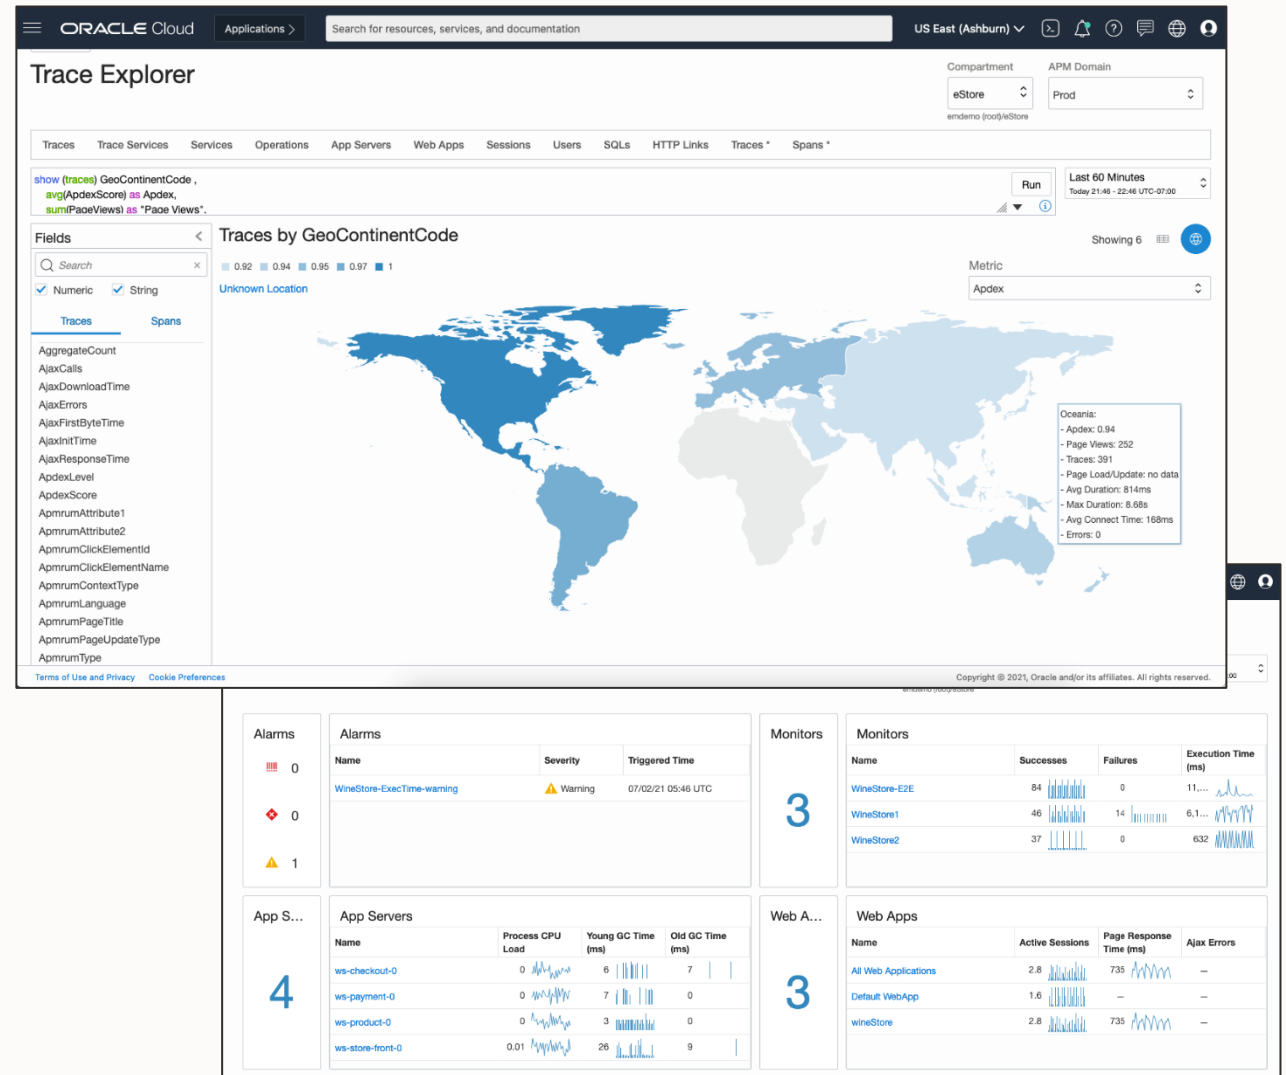 ORACLE Cloud
Applications >
Search for resources, services, and documentation
US East (Ashburn)
Trace Explorer
Compartment
APM Domain
eStore
Prod
emdemo (root)/eStore
Traces
Trace Services
Services
Operations
App Servers
Web Apps
Sessions
Users
SQLs
HTTP Links
Traces *
Spans *
show (traces) GeoContinentCode ,
avg(ApdexScore) as Apdex,
sum(PageViews) as "Page Views",
Run
Last 60 Minutes
Today 21:46 - 22:46 UTC-07:00
Fields
Search
Numeric
String
Traces
Spans
AggregateCount
AjaxCalls
AjaxDownloadTime
AjaxErrors
AjaxFirstByteTime
AjaxInitTime
AjaxResponseTime
ApdexLevel
ApdexScore
ApmrumAttribute1
ApmrumAttribute2
ApmrumClickElementId
ApmrumClickElementName
ApmrumContextType
ApmrumLanguage
ApmrumPageTitle
ApmrumPageUpdateType
ApmrumType
Traces by GeoContinentCode
Showing 6
0.92 0.94 0.95 0.97 1
Unknown Location
Metric
Apdex
Oceania:
- Apdex: 0.94
- Page Views: 252
- Traces: 391
- Page Load/Update: no data
- Avg Duration: 814ms
- Max Duration: 8.68s
- Avg Connect Time: 168ms
- Errors: 0
Terms of Use and Privacy
Cookie Preferences
Copyright © 2021, Oracle and/or its affiliates. All rights reserved.
:00
Alarms
0
0
1
Alarms
Name Severity Triggered Time
WineStore-ExecTime-warning Warning 07/02/21 05:46 UTC
Monitors
3
Monitors
Name Successes Failures Execution Time (ms)
WineStore-E2E 84 0 11,...
WineStore1 46 14 6,1...
WineStore2 37 0 632
App S...
4
App Servers
Name Process CPU Load Young GC Time (ms) Old GC Time (ms)
ws-checkout-0 0 6 7
ws-payment-0 0 7 0
ws-product-0 0 3 0
ws-store-front-0 0.01 26 9
Web A...
3
Web Apps
Name Active Sessions Page Response Time (ms) Ajax Errors
All Web Applications 2.8 735 –
Default WebApp 1.6 – –
wineStore 2.8 735 –